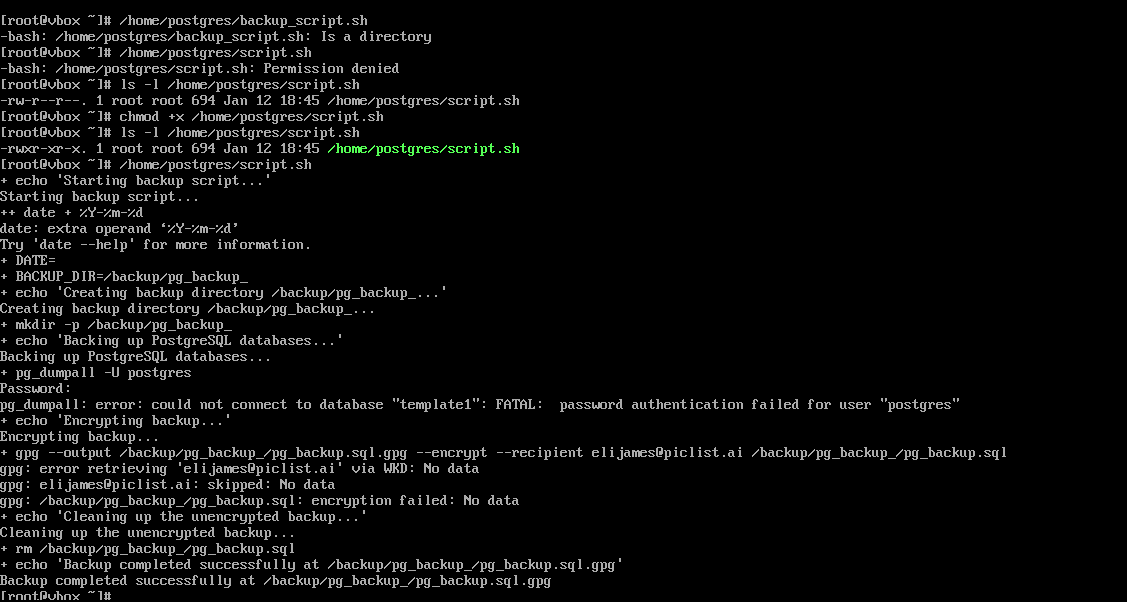 [root@vbox ~]# /home/postgres/backup_script.sh
-bash: /home/postgres/backup_script.sh: Is a directory
[root@vbox ~]# /home/postgres/script.sh
-bash: /home/postgres/script.sh: Permission denied
[root@vbox ~]# ls -l /home/postgres/script.sh
-rw-r--r--. 1 root root 694 Jan 12 18:45 /home/postgres/script.sh
[root@vbox ~]# chmod +x /home/postgres/script.sh
[root@vbox ~]# ls -l /home/postgres/script.sh
-rwxr-xr-x. 1 root root 694 Jan 12 18:45 /home/postgres/script.sh
[root@vbox ~]# /home/postgres/script.sh
+ echo 'Starting backup script...'
Starting backup script...
++ date + %Y-%m-%d
date: extra operand ‘%Y-%m-%d’
Try 'date --help' for more information.
+ DATE=
+ BACKUP_DIR=/backup/pg_backup_
+ echo 'Creating backup directory /backup/pg_backup_...'
Creating backup directory /backup/pg_backup_...
+ mkdir -p /backup/pg_backup_
+ echo 'Backing up PostgreSQL databases...'
Backing up PostgreSQL databases...
+ pg_dumpall -U postgres
Password:
pg_dumpall: error: could not connect to database "template1": FATAL:  password authentication failed for user "postgres"
+ echo 'Encrypting backup...'
Encrypting backup...
+ gpg --output /backup/pg_backup_/pg_backup.sql.gpg --encrypt --recipient elijames@piclist.ai /backup/pg_backup_/pg_backup.sql
gpg: error retrieving 'elijames@piclist.ai' via WKD: No data
gpg: elijames@piclist.ai: skipped: No data
gpg: /backup/pg_backup_/pg_backup.sql: encryption failed: No data
+ echo 'Cleaning up the unencrypted backup...'
Cleaning up the unencrypted backup...
+ rm /backup/pg_backup_/pg_backup.sql
+ echo 'Backup completed successfully at /backup/pg_backup_/pg_backup.sql.gpg'
Backup completed successfully at /backup/pg_backup_/pg_backup.sql.gpg
[root@vbox ~]#